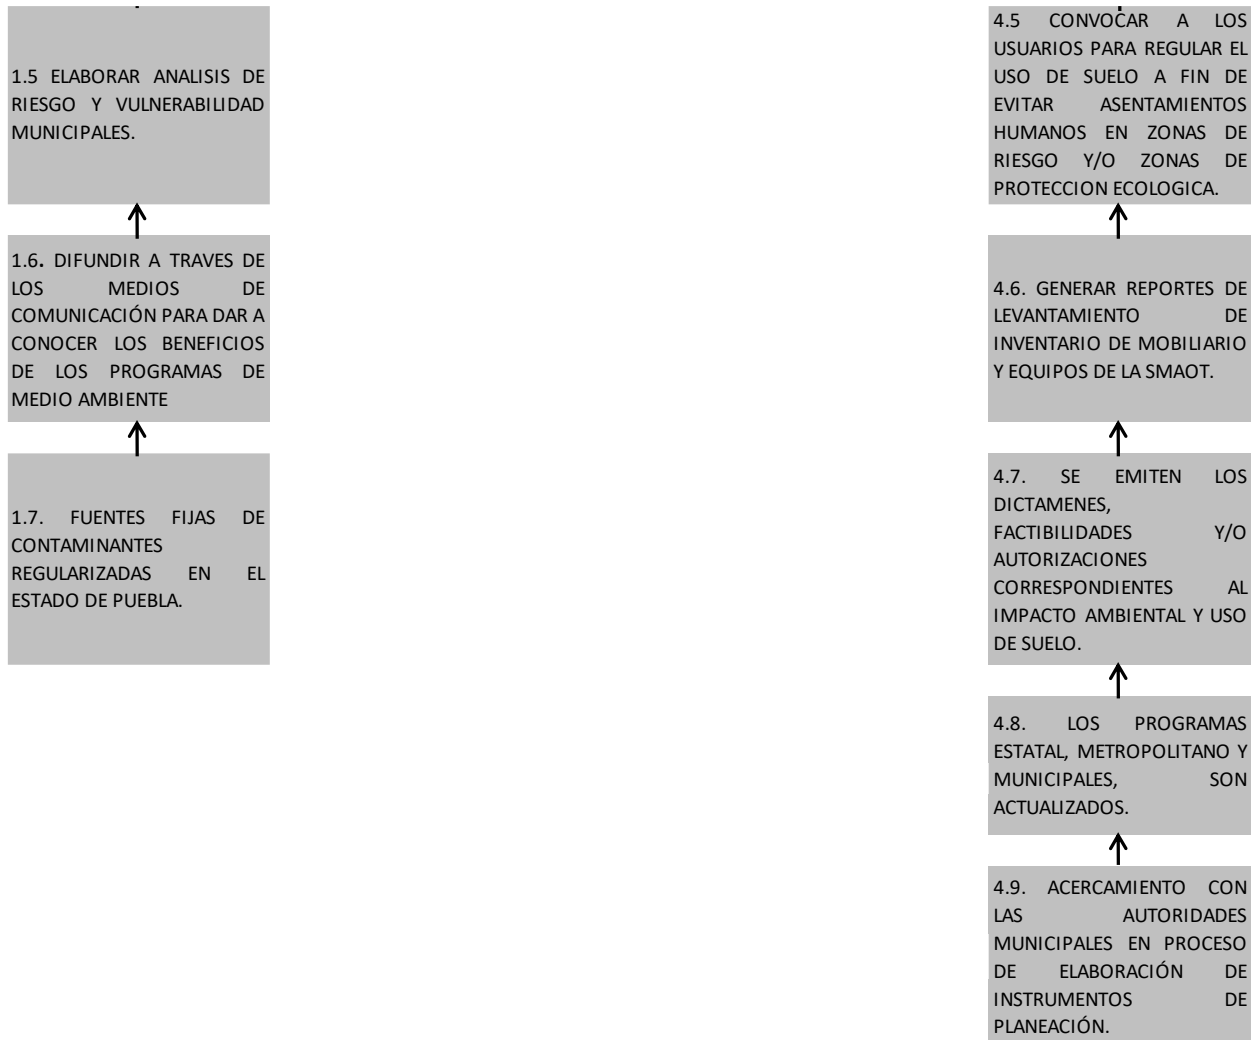 1.5 ELABORAR ANALISIS DE
RIESGO Y VULNERABILIDAD
MUNICIPALES.
1.6. DIFUNDIR A TRAVES DE
LOS MEDIOS DE
COMUNICACIÓN PARA DAR A
CONOCER LOS BENEFICIOS
DE LOS PROGRAMAS DE
MEDIO AMBIENTE
1.7. FUENTES FIJAS DE
CONTAMINANTES
REGULARIZADAS EN EL
ESTADO DE PUEBLA.
4.5 CONVOCAR A LOS
USUARIOS PARA REGULAR EL
USO DE SUELO A FIN DE
EVITAR ASENTAMIENTOS
HUMANOS EN ZONAS DE
RIESGO Y/O ZONAS DE
PROTECCION ECOLOGICA.
4.6. GENERAR REPORTES DE
LEVANTAMIENTO DE
INVENTARIO DE MOBILIARIO
Y EQUIPOS DE LA SMAOT.
4.7. SE EMITEN LOS
DICTAMENES,
FACTIBILIDADES Y/O
AUTORIZACIONES
CORRESPONDIENTES AL
IMPACTO AMBIENTAL Y USO
DE SUELO.
4.8. LOS PROGRAMAS
ESTATAL, METROPOLITANO Y
MUNICIPALES, SON
ACTUALIZADOS.
4.9. ACERCAMIENTO CON
LAS AUTORIDADES
MUNICIPALES EN PROCESO
DE ELABORACIÓN DE
INSTRUMENTOS DE
PLANEACIÓN.